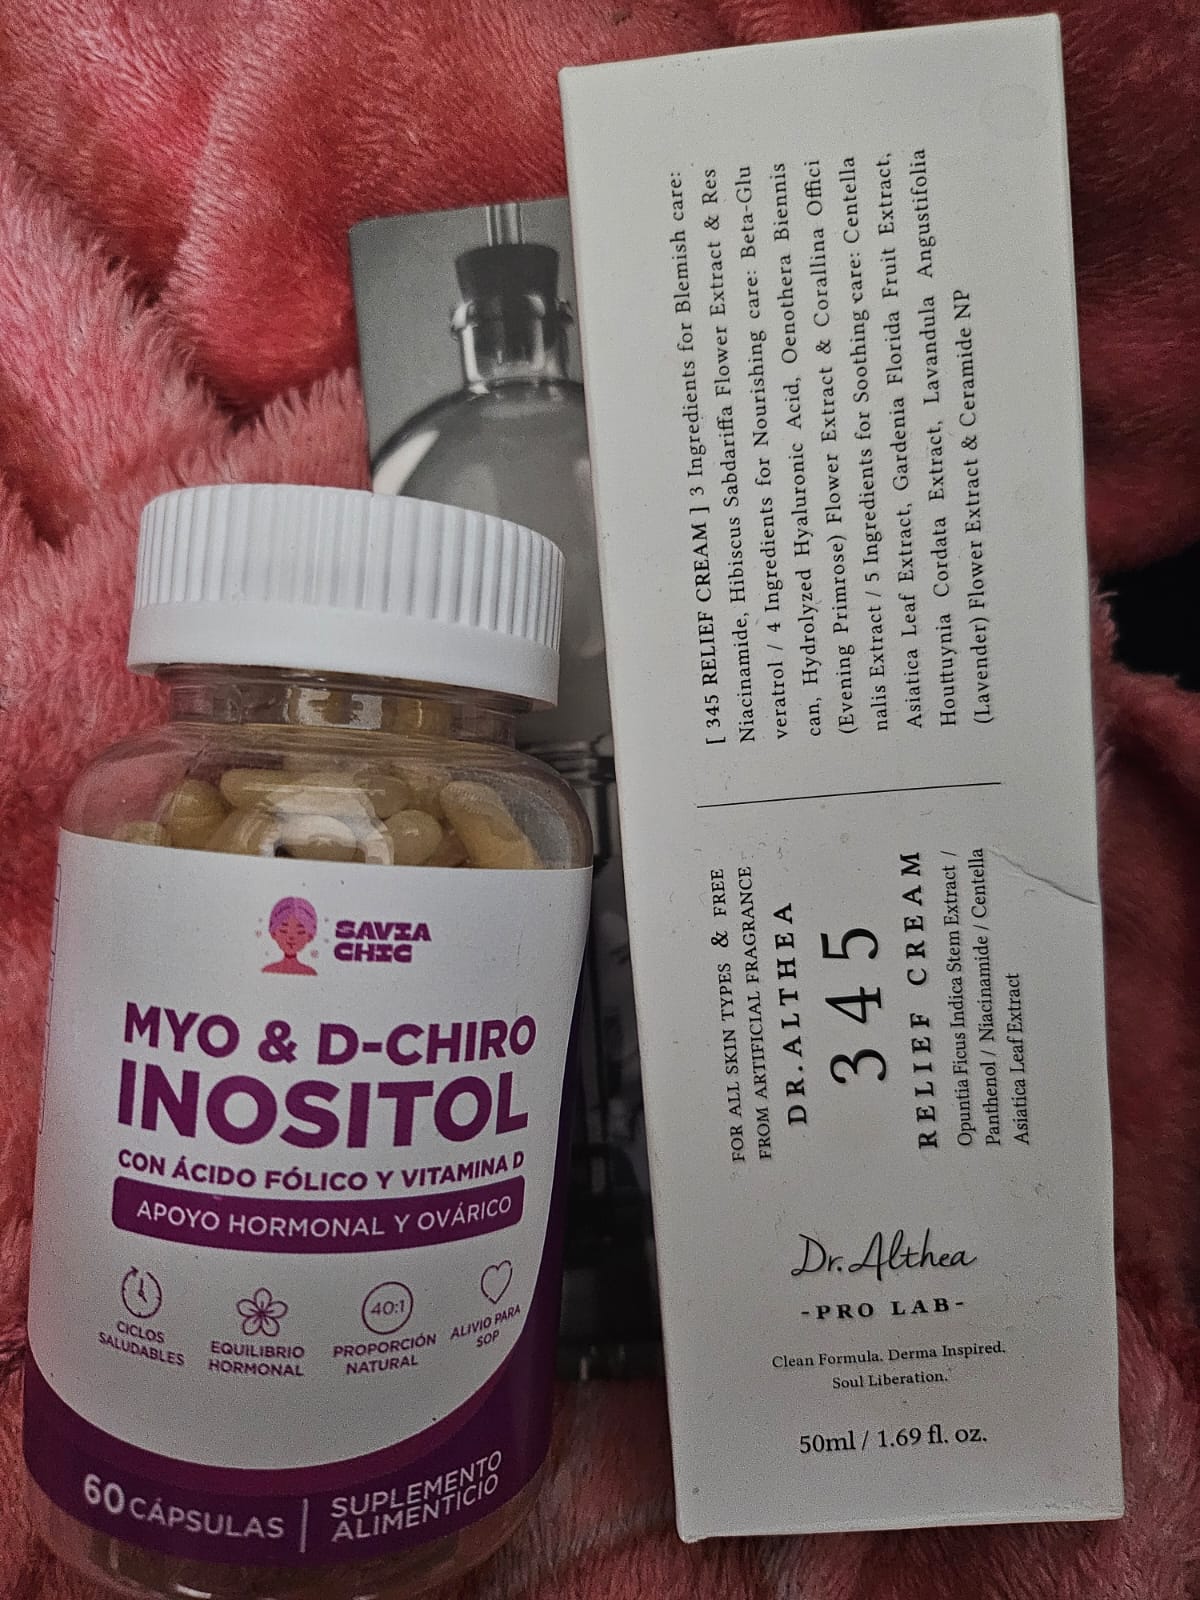 SAVIA
CHIC
MYO & D-CHIRO
INOSITOL
CON ÁCIDO FÓLICO Y VITAMINA D
APOYO HORMONAL Y OVÁRICO
CICLOS
SALUDABLES
EQUILIBRIO
HORMONAL
40:1
PROPORCIÓN
NATURAL
ALIVIO PARA
SOP
60 CÁPSULAS
SUPLEMENTO
ALIMENTICIO
[ 345 RELIEF CREAM ] 3 Ingredients for Blemish care:
Niacinamide, Hibiscus Sabdariffa Flower Extract & Res
veratrol / 4 Ingredients for Nourishing care: Beta-Glu
can, Hydrolyzed Hyaluronic Acid, Oenothera Biennis
(Evening Primrose) Flower Extract & Corallina Offici
nalis Extract / 5 Ingredients for Soothing care: Centella
Asiatica Leaf Extract, Gardenia Florida Fruit Extract,
Houttuynia Cordata Extract, Lavandula Angustifolia
(Lavender) Flower Extract & Ceramide NP
FOR ALL SKIN TYPES & FREE
FROM ARTIFICIAL FRAGRANCE
DR.ALTHEA
345
RELIEF CREAM
Opuntia Ficus Indica Stem Extract /
Panthenol / Niacinamide / Centella
Asiatica Leaf Extract
Dr.Althea
-PRO LAB-
Clean Formula. Derma Inspired.
Soul Liberation.
50ml / 1.69 fl. oz.